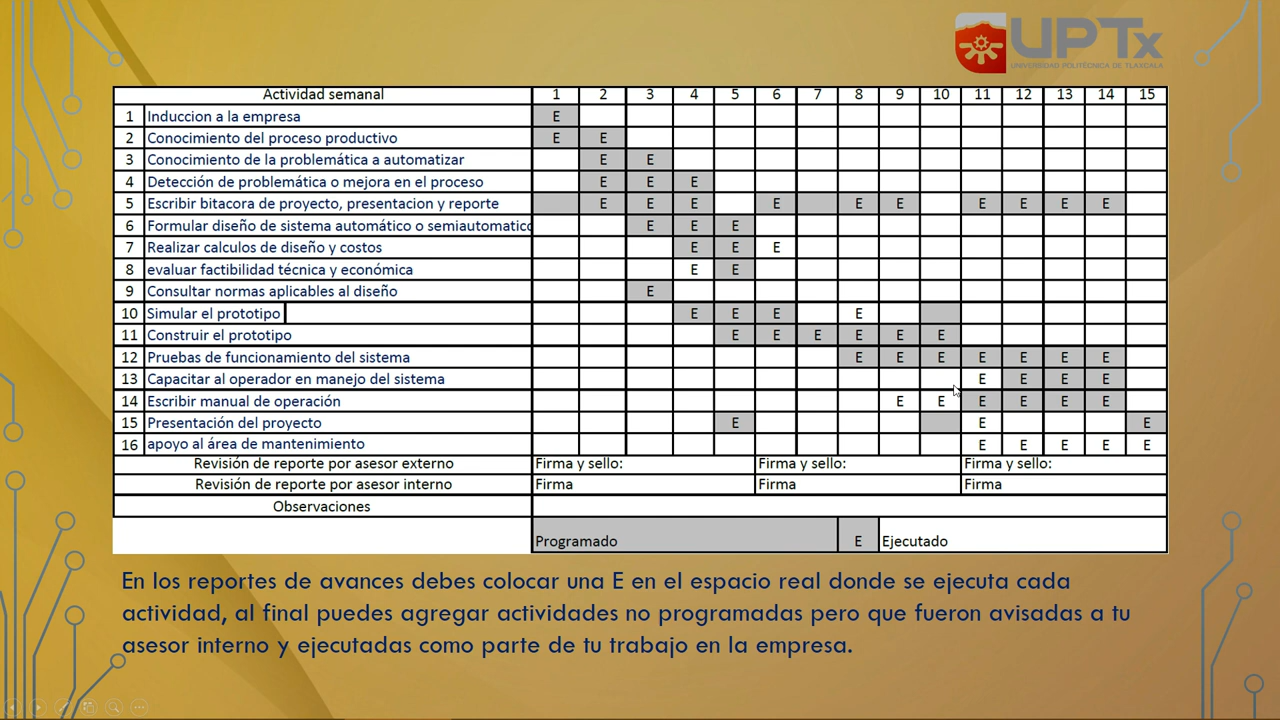 UPTx
UNIVERSIDAD POLITÉCNICA DE TLAXCALA
Actividad semanal 1 2 3 4 5 6 7 8 9 10 11 12 13 14 15
1 Induccion a la empresa E
2 Conocimiento del proceso productivo E E
3 Conocimiento de la problemática a automatizar E E
4 Detección de problemática o mejora en el proceso E E E
5 Escribir bitacora de proyecto, presentacion y reporte E E E E E E E E E E
6 Formular diseño de sistema automático o semiautomatico E E E
7 Realizar calculos de diseño y costos E E E
8 evaluar factibilidad técnica y económica E E
9 Consultar normas aplicables al diseño E
10 Simular el prototipo E E E E
11 Construir el prototipo E E E E E E
12 Pruebas de funcionamiento del sistema E E E E E E E
13 Capacitar al operador en manejo del sistema E E E E
14 Escribir manual de operación E E E E E E
15 Presentación del proyecto E E E
16 apoyo al área de mantenimiento E E E E E
Revisión de reporte por asesor externo Firma y sello: Firma y sello: Firma y sello:
Revisión de reporte por asesor interno Firma Firma Firma
Observaciones
Programado E Ejecutado
En los reportes de avances debes colocar una E en el espacio real donde se ejecuta cada
actividad, al final puedes agregar actividades no programadas pero que fueron avisadas a tu
asesor interno y ejecutadas como parte de tu trabajo en la empresa.